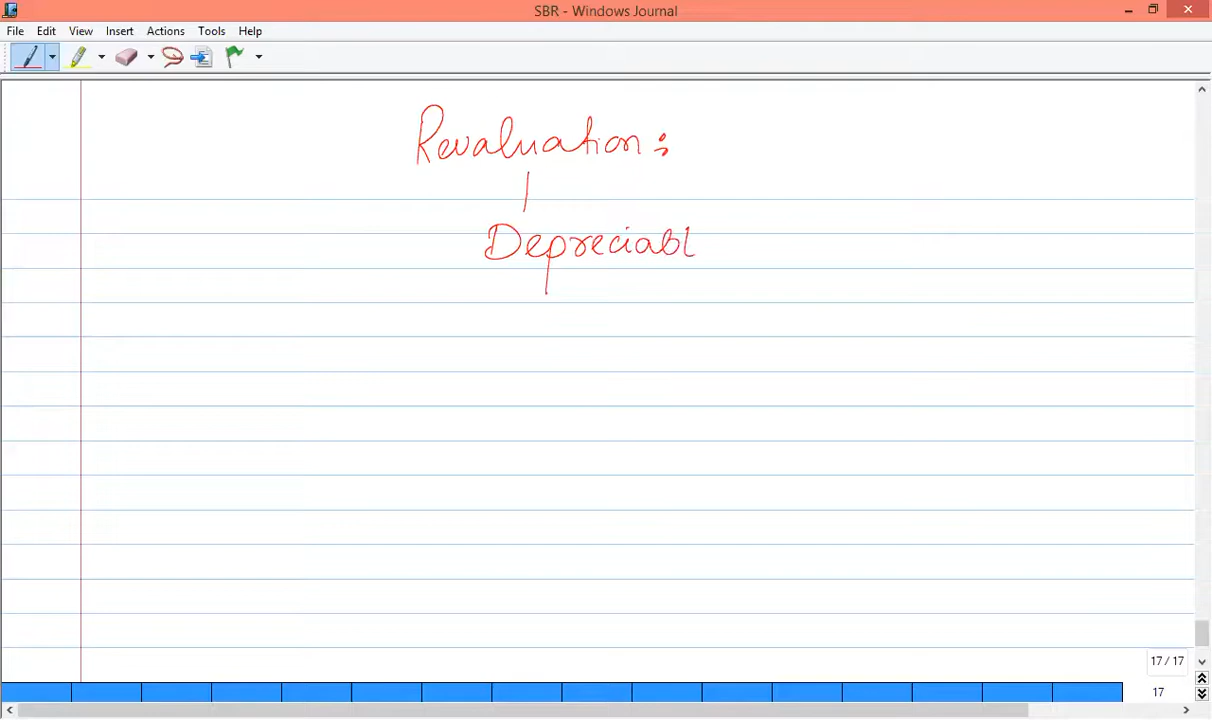 SBR - Windows Journal
File Edit View Insert Actions Tools Help
Revaluation:
Depreciabl
17 / 17
17